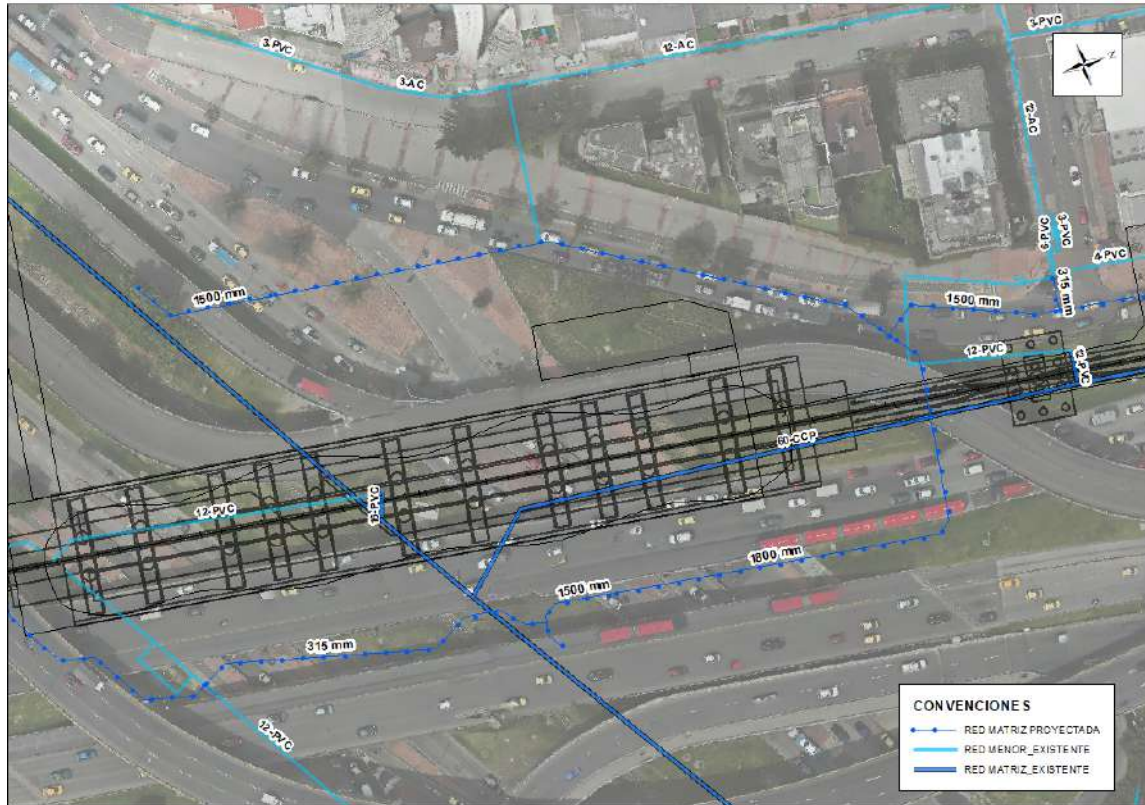 3-PVC
3-PVC
12-AC
3-AC
12-AC
N
6-PVC
3-PVC
4-PVC
315 mm
1500 mm
1500 mm
12-PVC
12-PVC
60-CCP
12-PVC
1800 mm
1500 mm
315 mm
12-PVC
CONVENCIONES
RED MATRIZ PROYECTADA
RED MENOR_EXISTENTE
RED MATRIZ_EXISTENTE